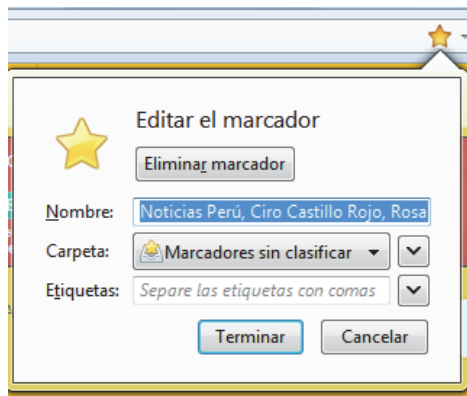 Editar el marcador
Eliminar marcador
Nombre: Noticias Perú, Ciro Castillo Rojo, Rosa
Carpeta: Marcadores sin clasificar
Etiquetas: Separe las etiquetas con comas
Terminar Cancelar